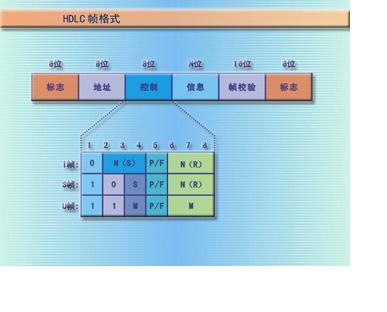 HDLC 帧格式
8位 8位 8位 N位 16位 8位
标志 地址 控制 信息 帧校验 标志
1 2 3 4 5 6 7 8
I帧: 0 N（S） P/F N（R）
S帧: 1 0 S P/F N（R）
U帧: 1 1 M P/F M